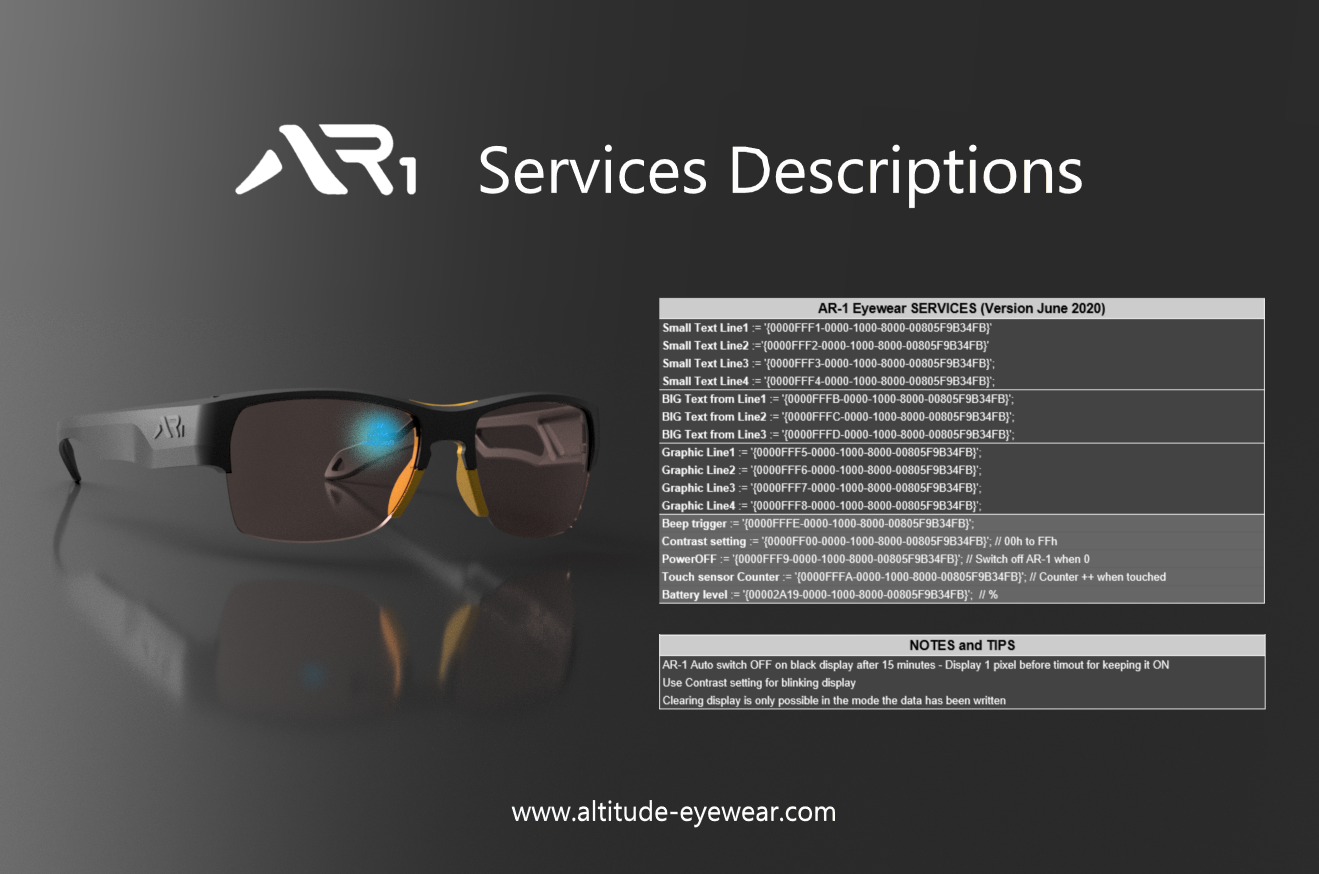 AR1 Services Descriptions
AR1
AR-1 Eyewear SERVICES (Version June 2020)
Small Text Line1 := '{0000FFF1-0000-1000-8000-00805F9B34FB}'
Small Text Line2 :='{0000FFF2-0000-1000-8000-00805F9B34FB}'
Small Text Line3 := '{0000FFF3-0000-1000-8000-00805F9B34FB}';
Small Text Line4 := '{0000FFF4-0000-1000-8000-00805F9B34FB}';
BIG Text from Line1 := '{0000FFFB-0000-1000-8000-00805F9B34FB}';
BIG Text from Line2 := '{0000FFFC-0000-1000-8000-00805F9B34FB}';
BIG Text from Line3 := '{0000FFFD-0000-1000-8000-00805F9B34FB}';
Graphic Line1 := '{0000FFF5-0000-1000-8000-00805F9B34FB}';
Graphic Line2 := '{0000FFF6-0000-1000-8000-00805F9B34FB}';
Graphic Line3 := '{0000FFF7-0000-1000-8000-00805F9B34FB}';
Graphic Line4 := '{0000FFF8-0000-1000-8000-00805F9B34FB}';
Beep trigger := '{0000FFFE-0000-1000-8000-00805F9B34FB}';
Contrast setting := '{0000FF00-0000-1000-8000-00805F9B34FB}'; // 00h to FFh
PowerOFF := '{0000FFF9-0000-1000-8000-00805F9B34FB}'; // Switch off AR-1 when 0
Touch sensor Counter := '{0000FFFA-0000-1000-8000-00805F9B34FB}'; // Counter ++ when touched
Battery level := '{00002A19-0000-1000-8000-00805F9B34FB}'; // %
NOTES and TIPS
AR-1 Auto switch OFF on black display after 15 minutes - Display 1 pixel before timout for keeping it ON
Use Contrast setting for blinking display
Clearing display is only possible in the mode the data has been written
www.altitude-eyewear.com